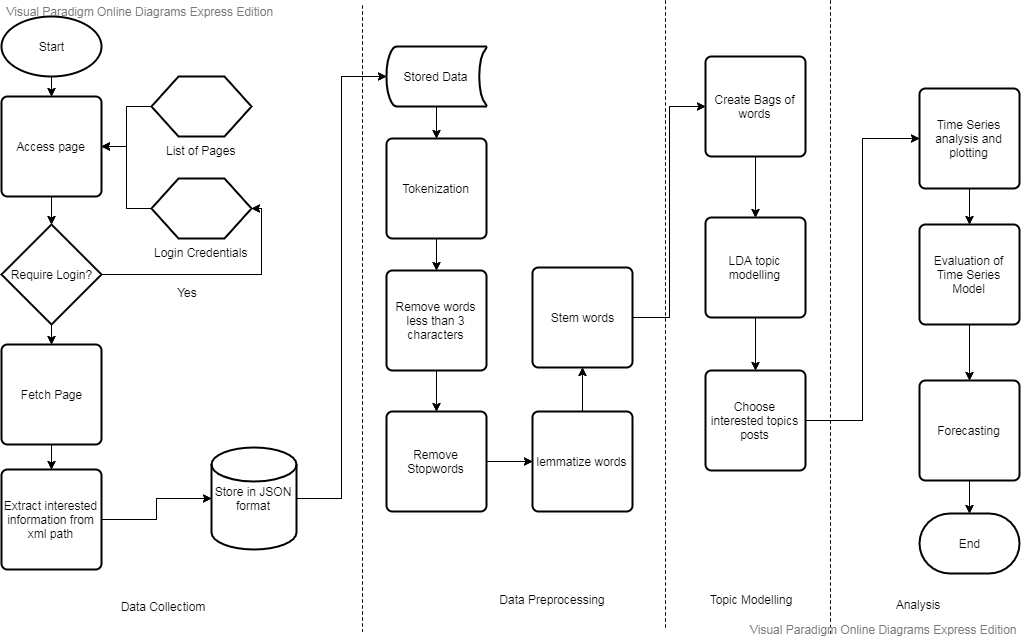 Visual Paradigm Online Diagrams Express Edition
Start
Access page
List of Pages
Login Credentials
Require Login?
Yes
Fetch Page
Extract interested
information from
xml path
Store in JSON
format
Data Collectiom
Stored Data
Tokenization
Remove words
less than 3
characters
Remove
Stopwords
lemmatize words
Stem words
Data Preprocessing
Create Bags of
words
LDA topic
modelling
Choose
interested topics
posts
Topic Modelling
Time Series
analysis and
plotting
Evaluation of
Time Series
Model
Forecasting
End
Analysis
Visual Paradigm Online Diagrams Express Edition